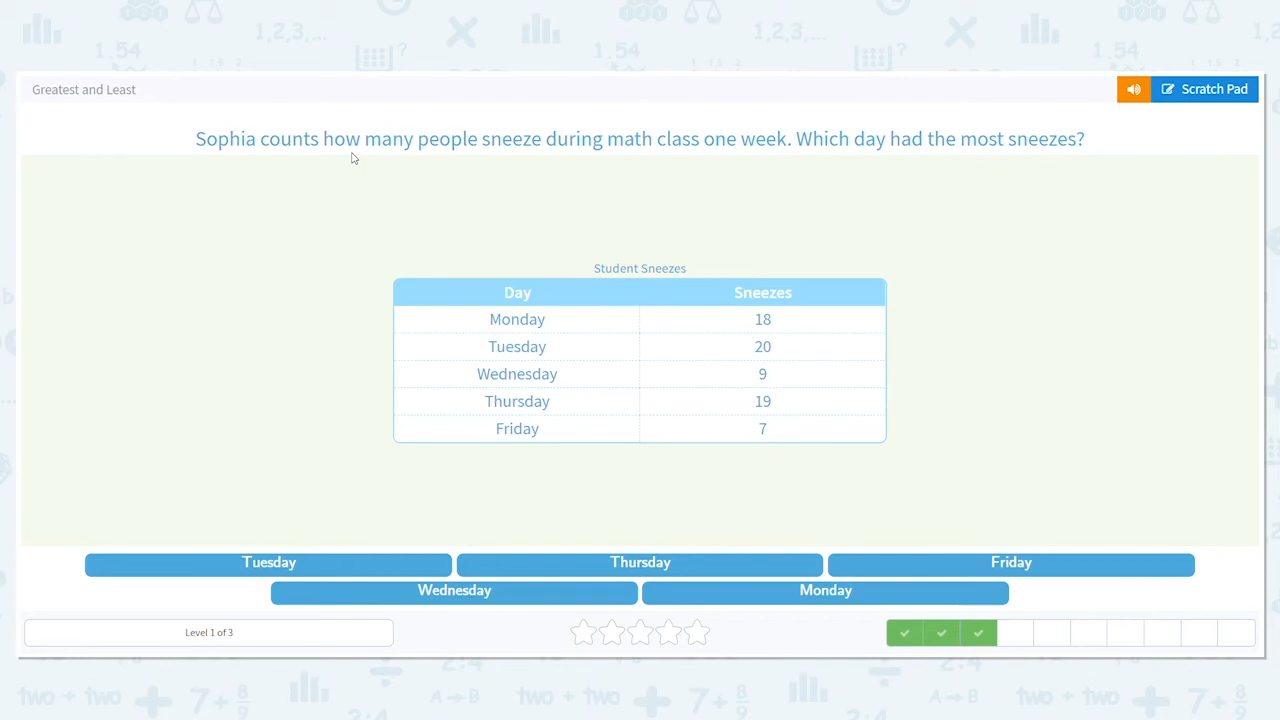 Greatest and Least
Scratch Pad
Sophia counts how many people sneeze during math class one week. Which day had the most sneezes?
Student Sneezes
Day Sneezes
Monday 18
Tuesday 20
Wednesday 9
Thursday 19
Friday 7
Tuesday Thursday Friday
Wednesday Monday
Level 1 of 3